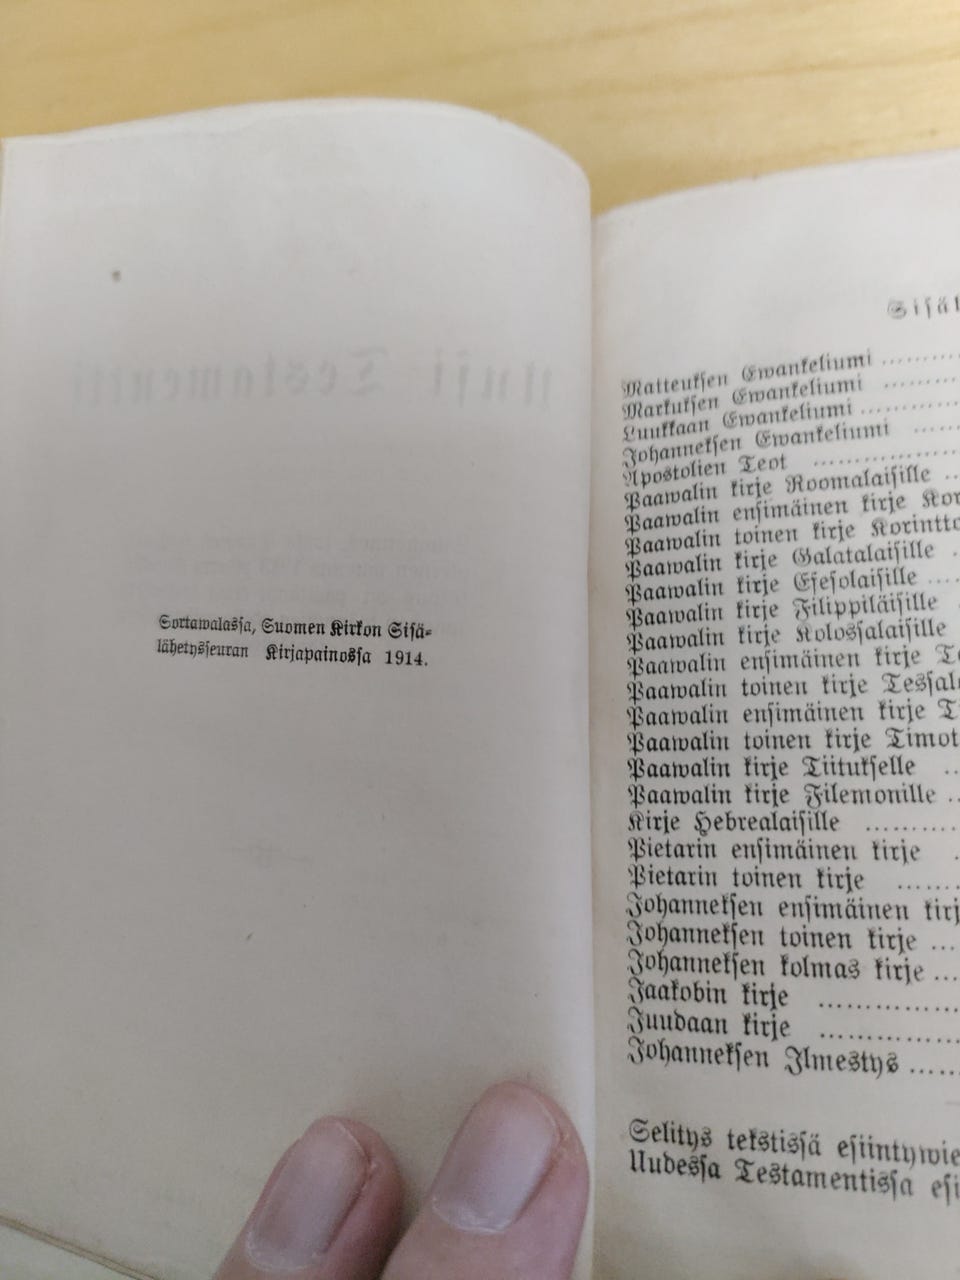 Sortawalassa, Suomen Kirkon Sisä-
lähetysseuran Kirjapainossa 1914.
Matteuksen Ewankeliumi ........
Markuksen Ewankeliumi ........
Luukkaan Ewankeliumi ..........
Johanneksen Ewankeliumi .....
Apostolien Teot ...............
Paawalin kirje Roomalaisille ..
Paawalin ensimäinen kirje
Paawalin toinen kirje
Paawalin kirje Galatalaisille .
Paawalin kirje Efesolaisille ....
Paawalin kirje Filippiläisille
Paawalin kirje Kolossalaisille
Paawalin ensimäinen kirje
Paawalin toinen kirje
Paawalin ensimäinen kirje
Paawalin toinen kirje
Paawalin kirje Tiitukselle ..
Paawalin kirje Filemonille ..
Kirje Hebrealaisille ..........
Pietarin ensimäinen kirje .
Pietarin toinen kirje .......
Johanneksen ensimäinen
Johanneksen toinen kirje ...
Johanneksen kolmas kirje ...
Jaakobin kirje ..............
Juudaan kirje ..............
Johanneksen Ilmestys .....
Selitys tekstissä
Uudessa Testamentissa